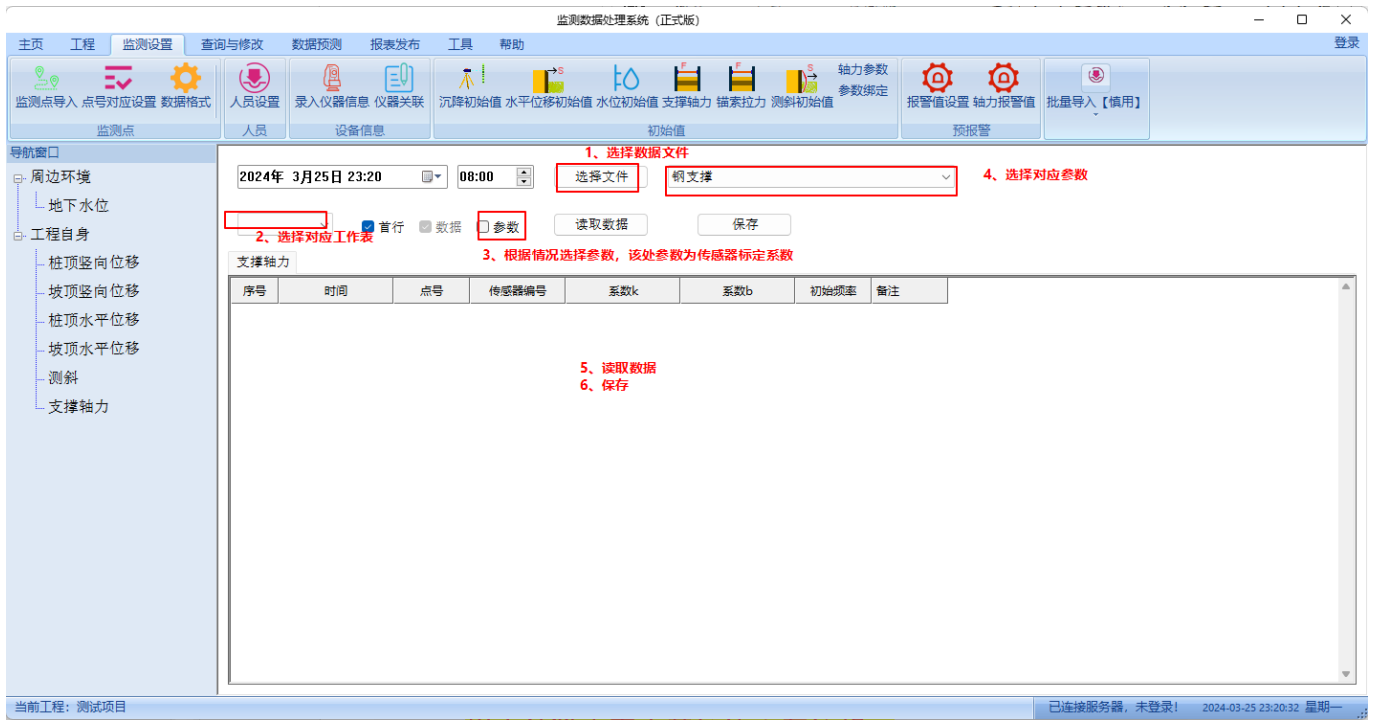 监测数据处理系统（正式版）
主页 工程 监测设置 查询与修改 数据预测 报表发布 工具 帮助 登录
监测点导入 点号对应设置 数据格式 人员设置 录入仪器信息 仪器关联 沉降初始值 水平位移初始值 水位初始值 支撑轴力 锚索拉力 测斜初始值 轴力参数 参数绑定 报警值设置 轴力报警值 批量导入【慎用】
监测点 人员 设备信息 初始值 预报警
导航窗口
周边环境
地下水位
工程自身
桩顶竖向位移
坡顶竖向位移
桩顶水平位移
坡顶水平位移
测斜
支撑轴力
1、选择数据文件
2024年 3月25日 23:20 08:00 选择文件 钢支撑 4、选择对应参数
首行 数据 参数 读取数据 保存
2、选择对应工作表
3、根据情况选择参数，该处参数为传感器标定系数
支撑轴力
序号 时间 点号 传感器编号 系数k 系数b 初始频率 备注
5、读取数据
6、保存
当前工程：测试项目 已连接服务器，未登录！ 2024-03-25 23:20:32 星期一